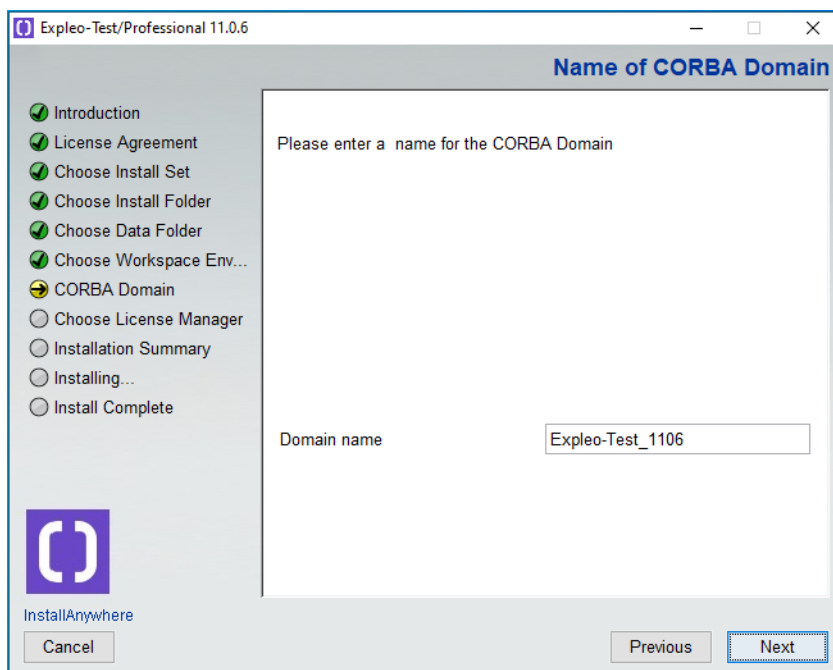 Expleo-Test/Professional 11.0.6
Name of CORBA Domain
Introduction
License Agreement
Choose Install Set
Choose Install Folder
Choose Data Folder
Choose Workspace Env...
CORBA Domain
Choose License Manager
Installation Summary
Installing...
Install Complete
Please enter a  name for the CORBA Domain
Domain name
Expleo-Test_1106
InstallAnywhere
Cancel
Previous
Next